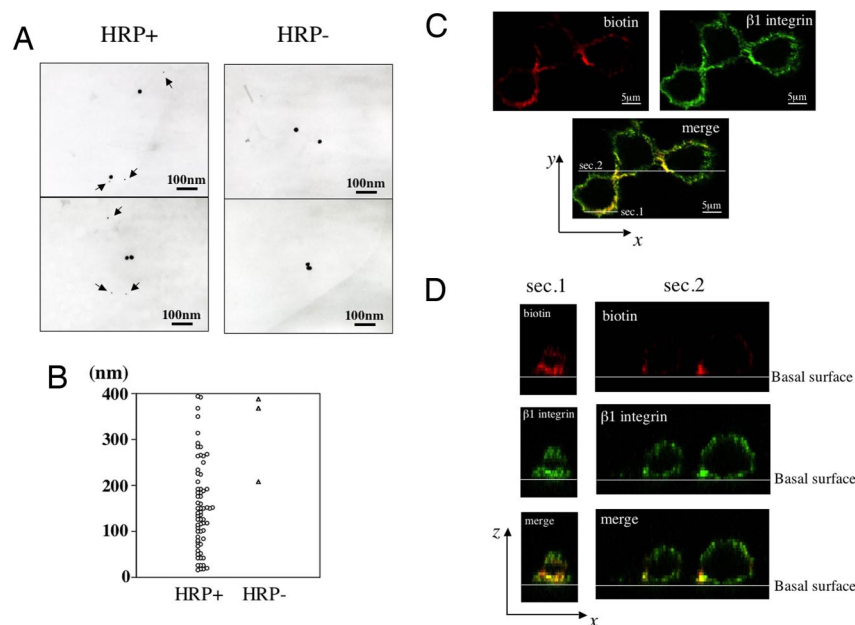 A
HRP+
HRP-
100nm
100nm
100nm
100nm
B
(nm)
400
300
200
100
0
HRP+
HRP-
C
biotin
5μm
β1 integrin
5μm
merge
sec.2
sec.1
5μm
y
x
D
sec.1
sec.2
biotin
biotin
Basal surface
β1 integrin
β1 integrin
Basal surface
merge
merge
Basal surface
z
x